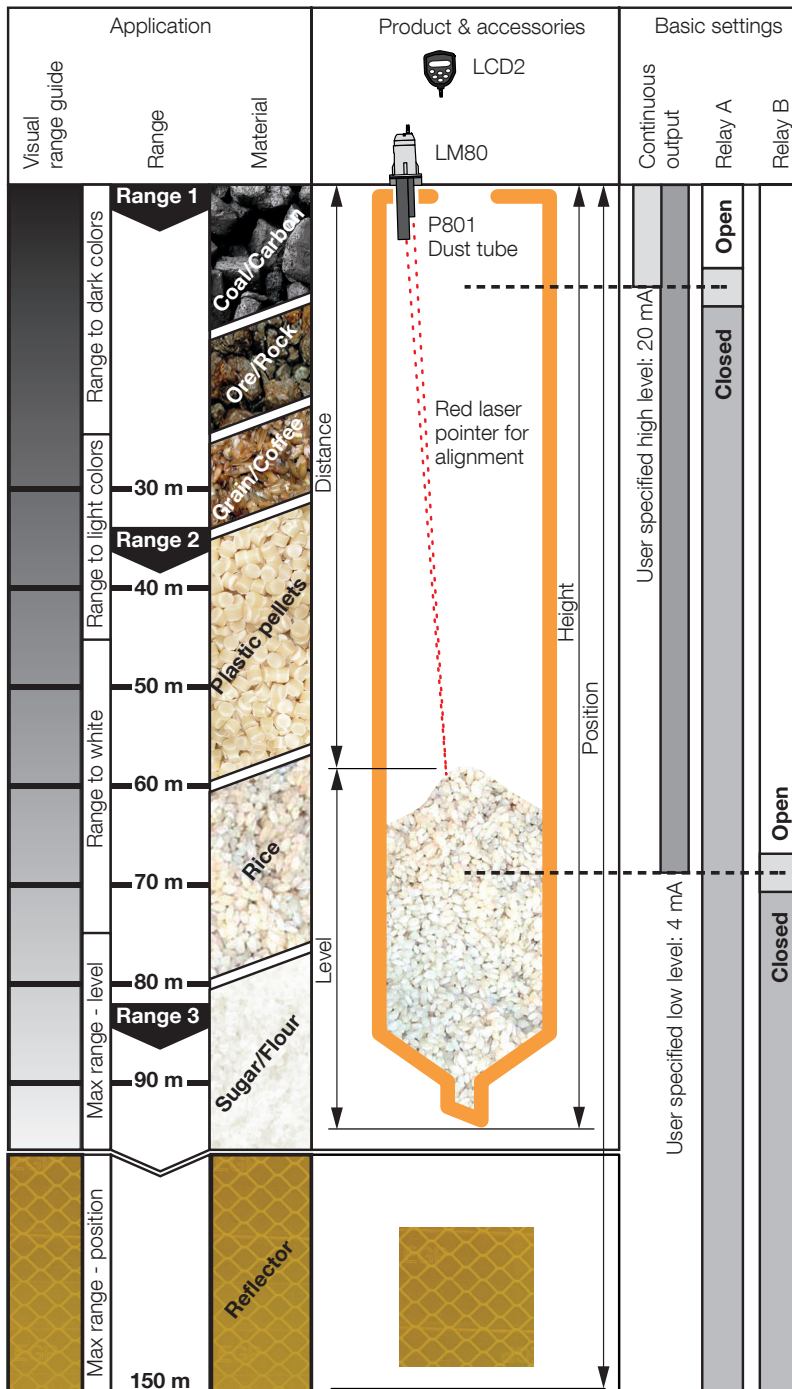 Application
Product & accessories
Basic settings
Visual
range guide
Range
Material
LCD2
LM80
Continuous
output
Relay A
Relay B
Range 1
P801
Dust tube
Range to dark colors
Coal/Carbon
Ore/Rock
Grain/Coffee
Distance
Red laser
pointer for
alignment
User specified high level: 20 mA
Open
Closed
30 m
Range 2
Range to light colors
40 m
Plastic pellets
Height
50 m
Position
Range to white
60 m
Rice
70 m
Level
Open
Closed
User specified low level: 4 mA
80 m
Range 3
Max range - level
90 m
Sugar/Flour
Max range - position
Reflector
150 m